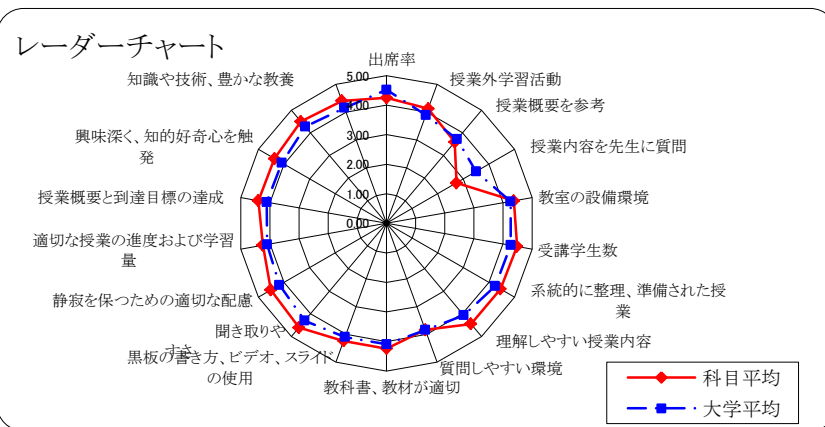 レーダーチャート
出席率
授業外学習活動
授業概要を参考
授業内容を先生に質問
教室の設備環境
受講学生数
系統的に整理、準備された授
業
理解しやすい授業内容
質問しやすい環境
教科書、教材が適切
黒板の書き方、ビデオ、スライド
の使用
聞き取りや
すさ
静寂を保つための適切な配慮
適切な授業の進度および学習
量
授業概要と到達目標の達成
興味深く、知的好奇心を触
発
知識や技術、豊かな教養
5.00
4.00
3.00
2.00
1.00
0.00
科目平均
大学平均